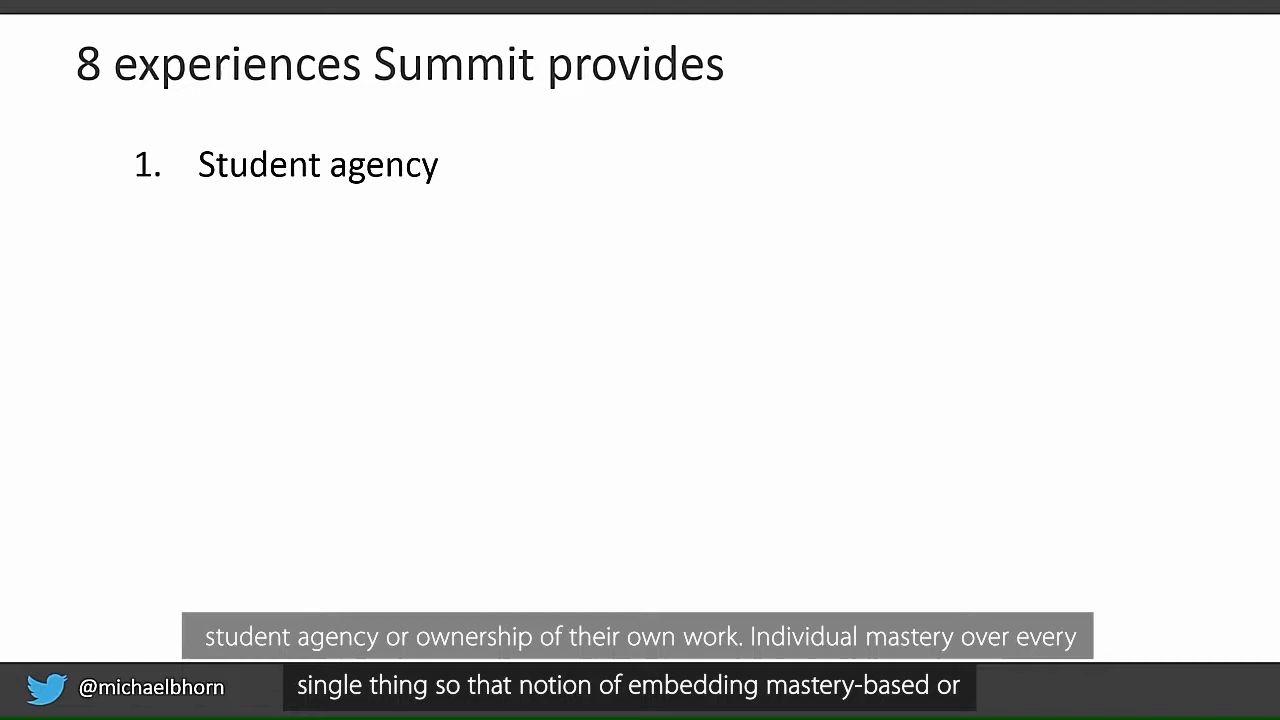 8 experiences Summit provides
1. Student agency
student agency or ownership of their own work. Individual mastery over every
single thing so that notion of embedding mastery-based or
@michaelbhorn